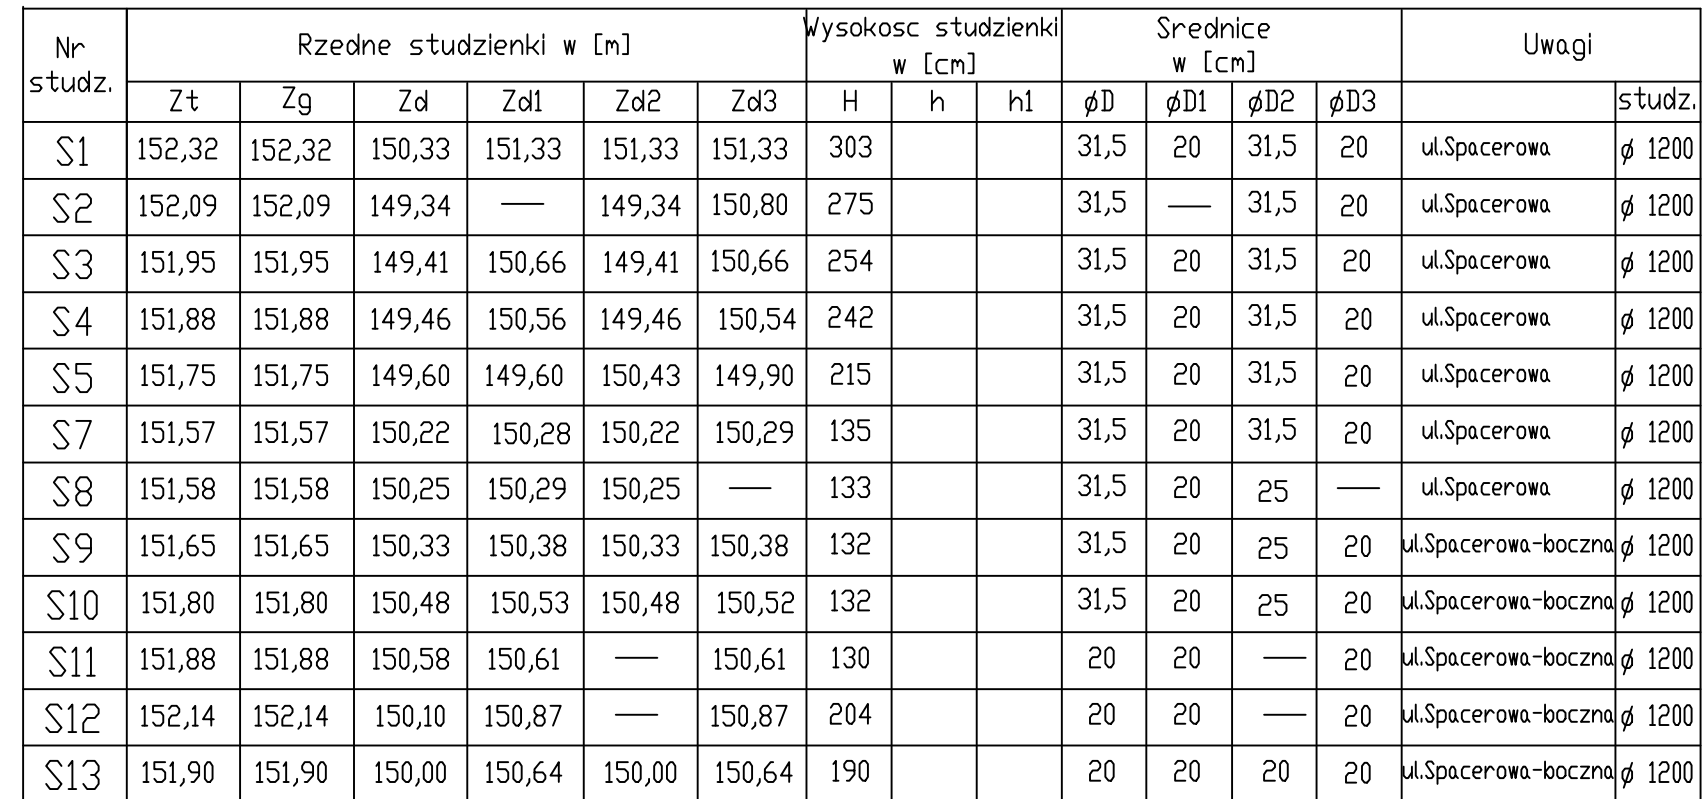 Nr studz. Rzedne studzienki w [m] Wysokosc studzienki w [cm] Srednice w [cm] Uwagi
Zt Zg Zd Zd1 Zd2 Zd3 H h h1 øD øD1 øD2 øD3 studz.
S1 152,32 152,32 150,33 151,33 151,33 151,33 303 31,5 20 31,5 20 ul.Spacerowa ø 1200
S2 152,09 152,09 149,34 — 149,34 150,80 275 31,5 — 31,5 20 ul.Spacerowa ø 1200
S3 151,95 151,95 149,41 150,66 149,41 150,66 254 31,5 20 31,5 20 ul.Spacerowa ø 1200
S4 151,88 151,88 149,46 150,56 149,46 150,54 242 31,5 20 31,5 20 ul.Spacerowa ø 1200
S5 151,75 151,75 149,60 149,60 150,43 149,90 215 31,5 20 31,5 20 ul.Spacerowa ø 1200
S7 151,57 151,57 150,22 150,28 150,22 150,29 135 31,5 20 31,5 20 ul.Spacerowa ø 1200
S8 151,58 151,58 150,25 150,29 150,25 — 133 31,5 20 25 — ul.Spacerowa ø 1200
S9 151,65 151,65 150,33 150,38 150,33 150,38 132 31,5 20 25 20 ul.Spacerowa-boczna ø 1200
S10 151,80 151,80 150,48 150,53 150,48 150,52 132 31,5 20 25 20 ul.Spacerowa-boczna ø 1200
S11 151,88 151,88 150,58 150,61 — 150,61 130 20 20 — 20 ul.Spacerowa-boczna ø 1200
S12 152,14 152,14 150,10 150,87 — 150,87 204 20 20 — 20 ul.Spacerowa-boczna ø 1200
S13 151,90 151,90 150,00 150,64 150,00 150,64 190 20 20 20 20 ul.Spacerowa-boczna ø 1200